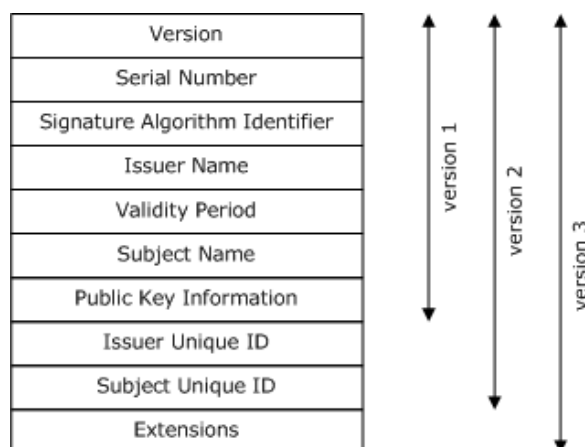 Version
Serial Number
Signature Algorithm Identifier
Issuer Name
Validity Period
Subject Name
Public Key Information
Issuer Unique ID
Subject Unique ID
Extensions
version 1
version 2
version 3